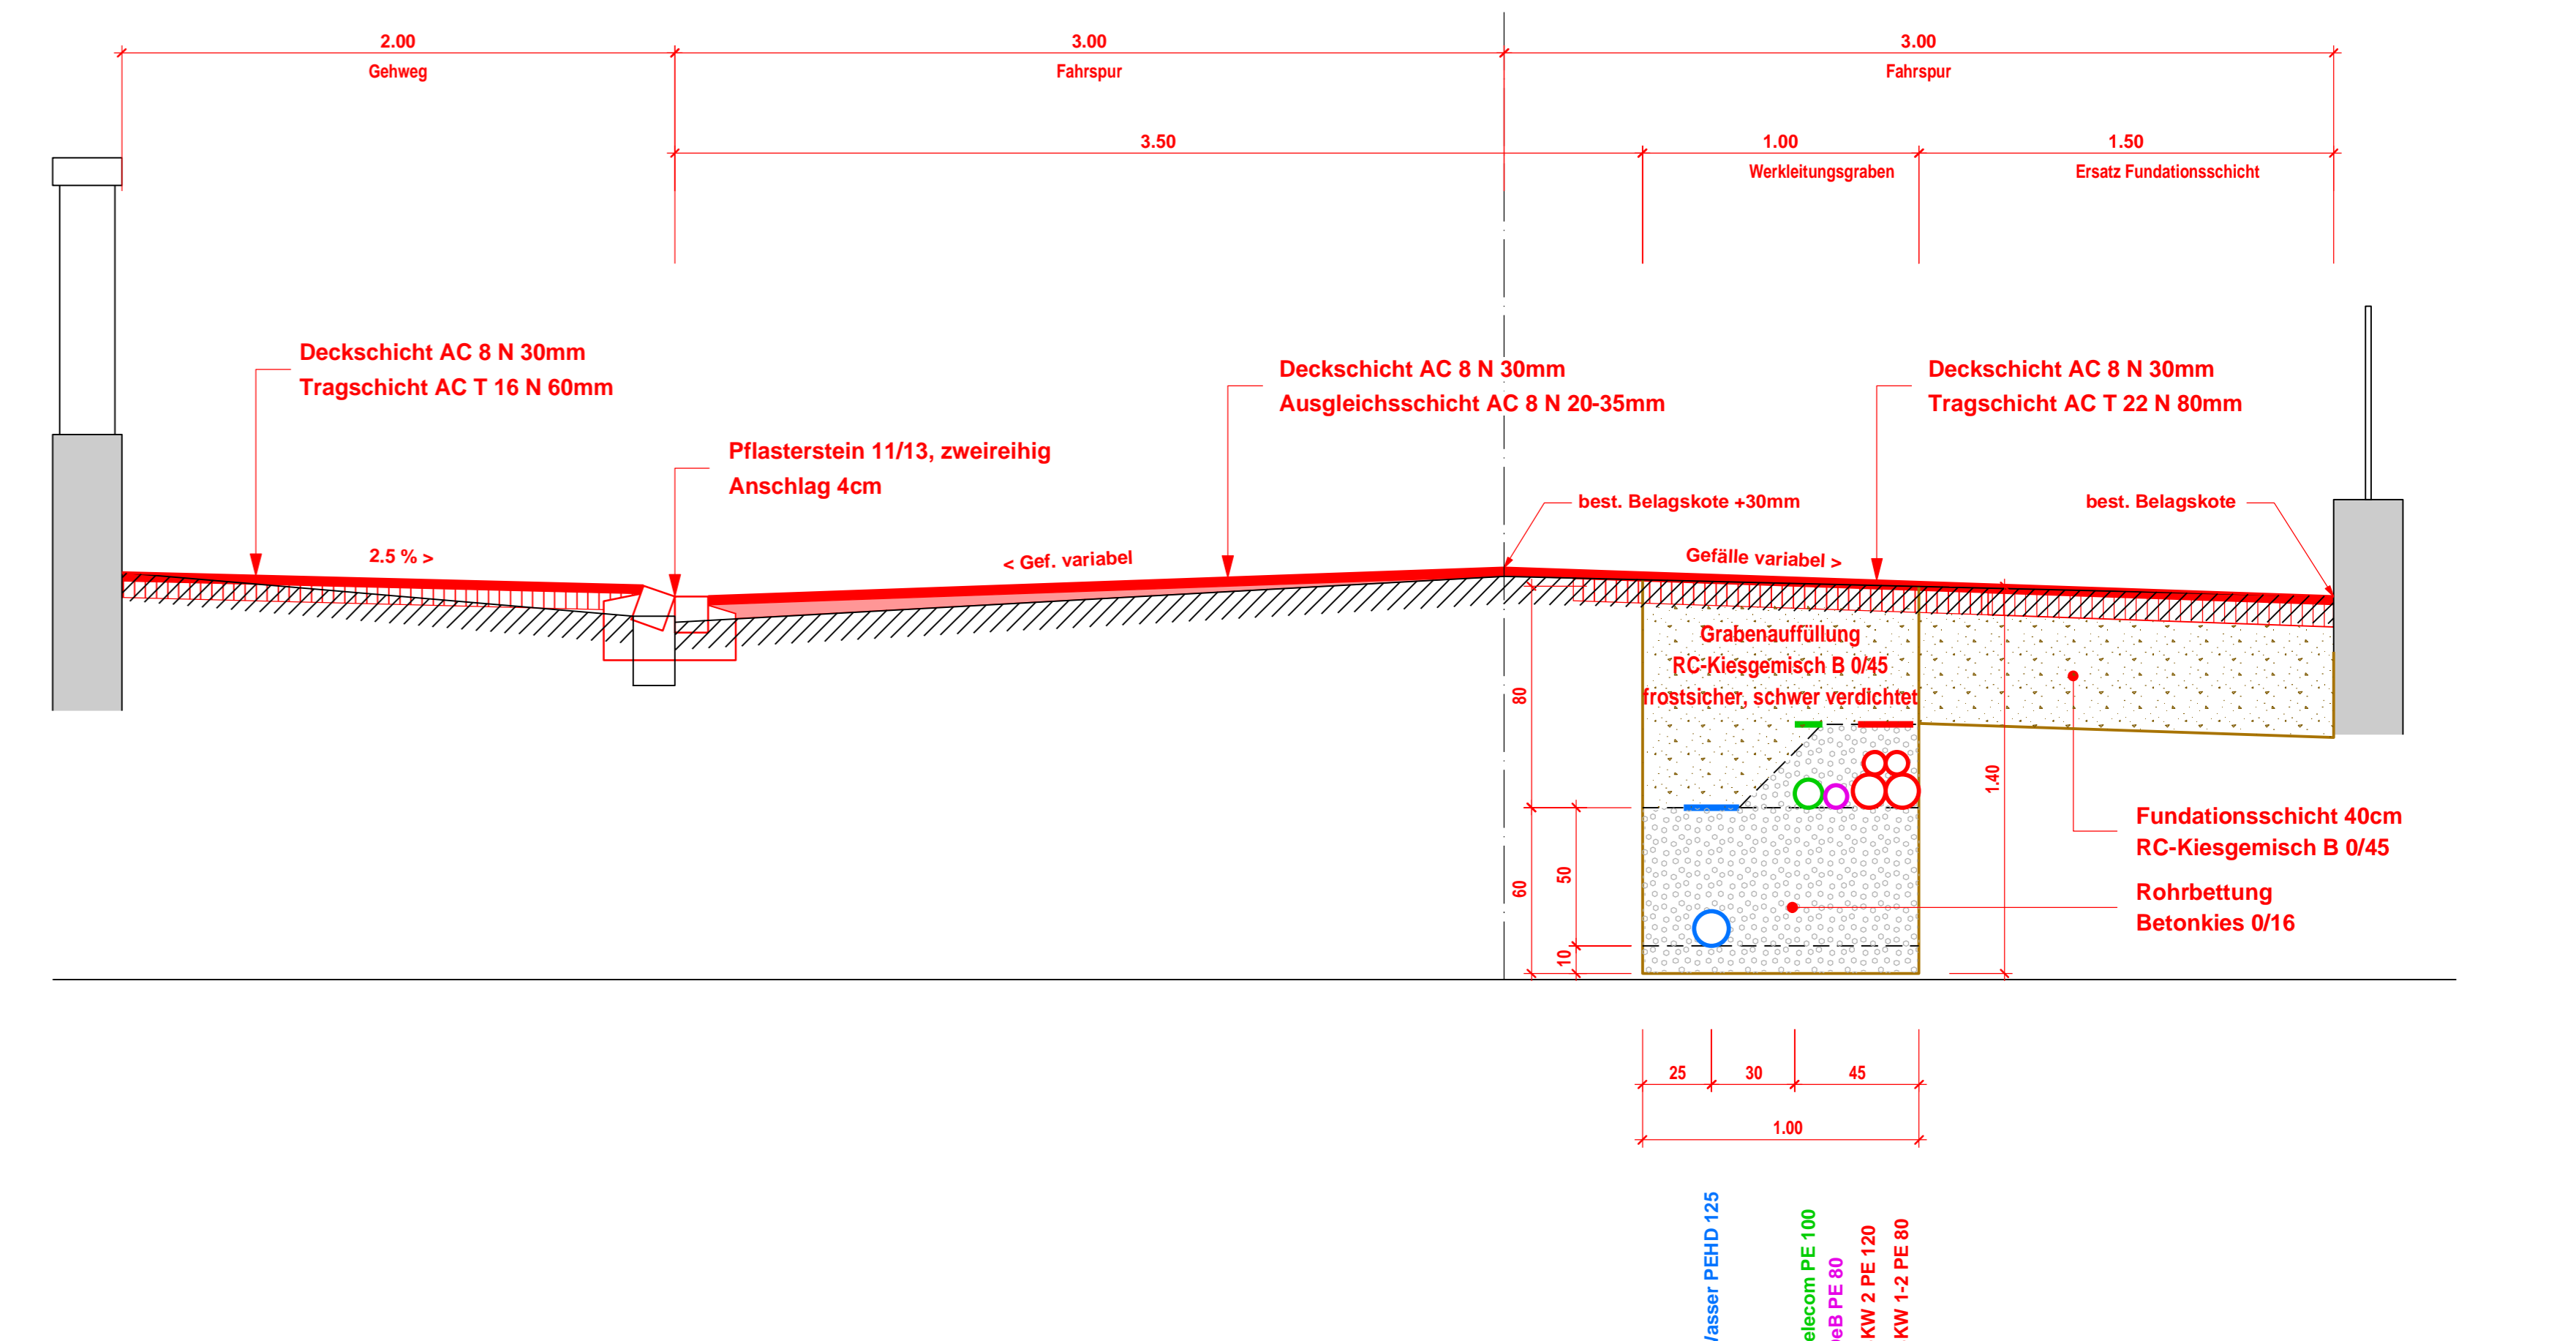 2.00
3.00
3.00
Gehweg
Fahrspur
Fahrspur
3.50
1.00
1.50
Werkleitungsgraben
Ersatz Fundationsschicht
Deckschicht AC 8 N 30mm
Tragschicht AC T 16 N 60mm
Deckschicht AC 8 N 30mm
Ausgleichsschicht AC 8 N 20-35mm
Deckschicht AC 8 N 30mm
Tragschicht AC T 22 N 80mm
Pflasterstein 11/13, zweireihig
Anschlag 4cm
best. Belagskote +30mm
best. Belagskote
2.5 % >
< Gef. variabel
Gefälle variabel >
Grabenauffüllung
RC-Kiesgemisch B 0/45
frostsicher, schwer verdichtet
80
1.40
60
50
10
Fundationsschicht 40cm
RC-Kiesgemisch B 0/45
Rohrbettung
Betonkies 0/16
25
30
45
1.00
PEHD 125
PE 100
PE 80
KW 2 PE 120
KW 1-2 PE 80